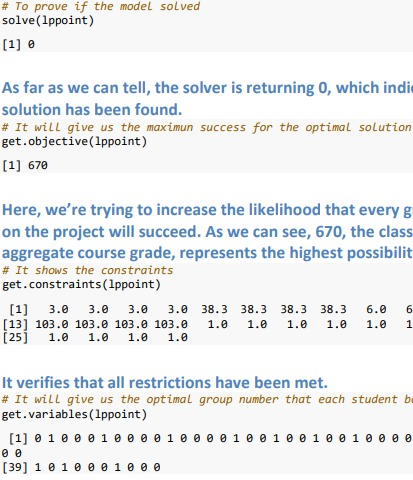 # To prove if the model solved
solve(lppoint)
[1] 0
As far as we can tell, the solver is returning 0, which
solution has been found.
# It will give us the maximun success for the optimal solution
get.objective(lppoint)
[1] 670
Here, we're trying to increase the likelihood that every
on the project will succeed. As we can see, 670, the class
aggregate course grade, represents the highest
# It shows the constraints
get.constraints(lppoint)
[1] 3.0 3.0 3.0 3.0 38.3 38.3 38.3 38.3 6.0
[13] 103.0 103.0 103.0 103.0 1.0 1.0 1.0 1.0 1.0
[25] 1.0 1.0 1.0 1.0
It verifies that all restrictions have been met.
# It will give us the optimal group number that each student
get.variables(lppoint)
[1] 0 1 0 0 0 1 0 0 0 0 1 0 0 0 0 1 0 0 1 0 0 1 0 0 1 0 0 0 0
0 0
[39] 1 0 1 0 0 0 1 0 0 0